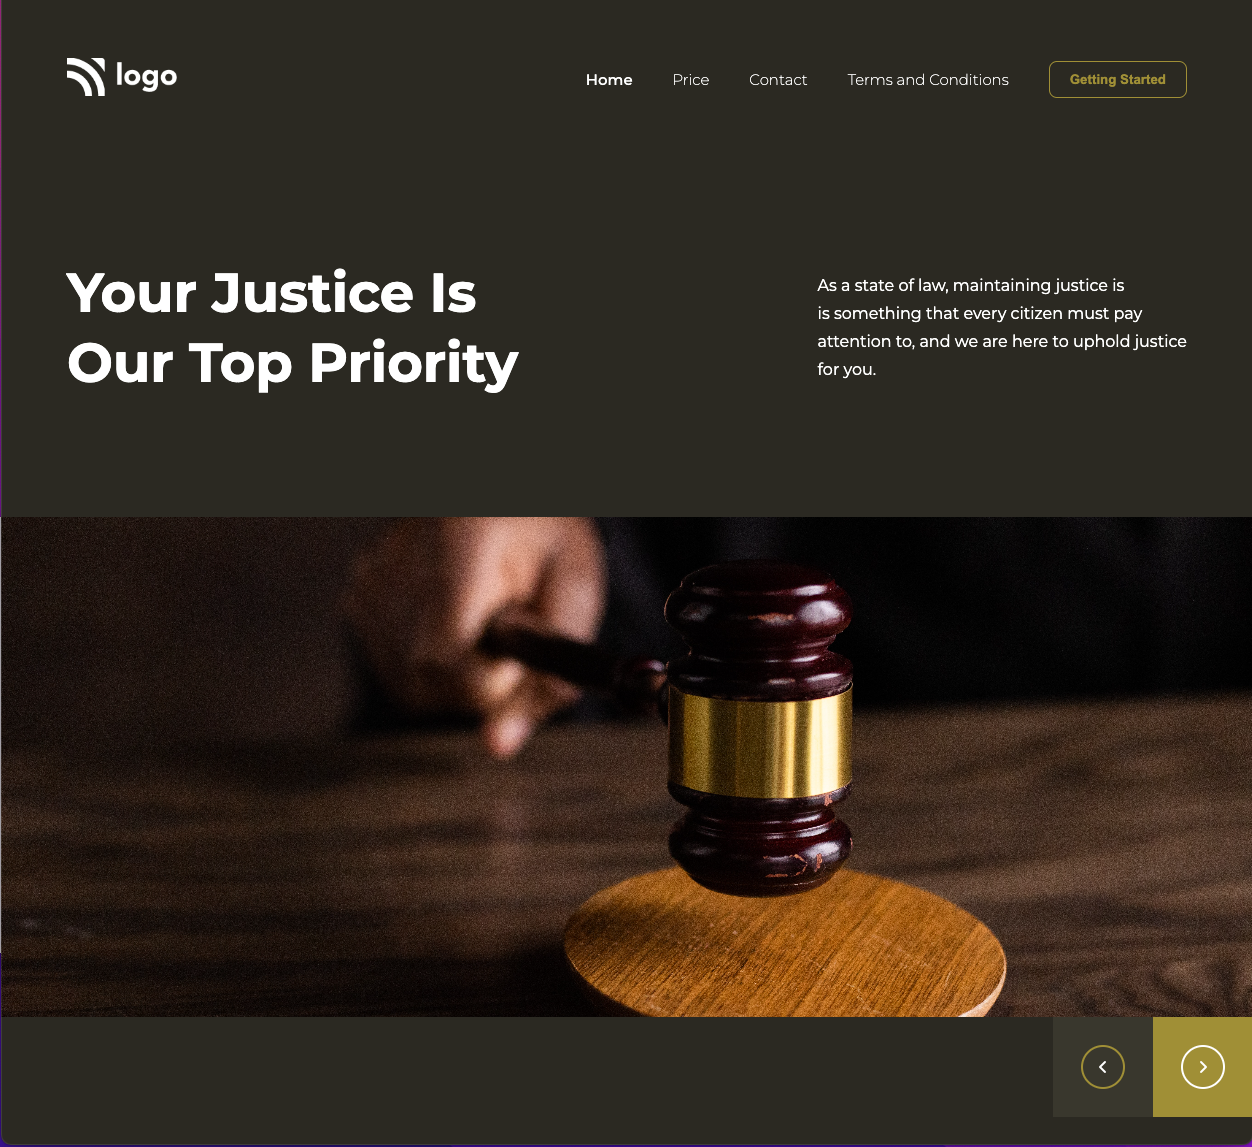 logo
Home Price Contact Terms and Conditions Getting Started
Your Justice Is
Our Top Priority
As a state of law, maintaining justice is
is something that every citizen must pay
attention to, and we are here to uphold justice
for you.